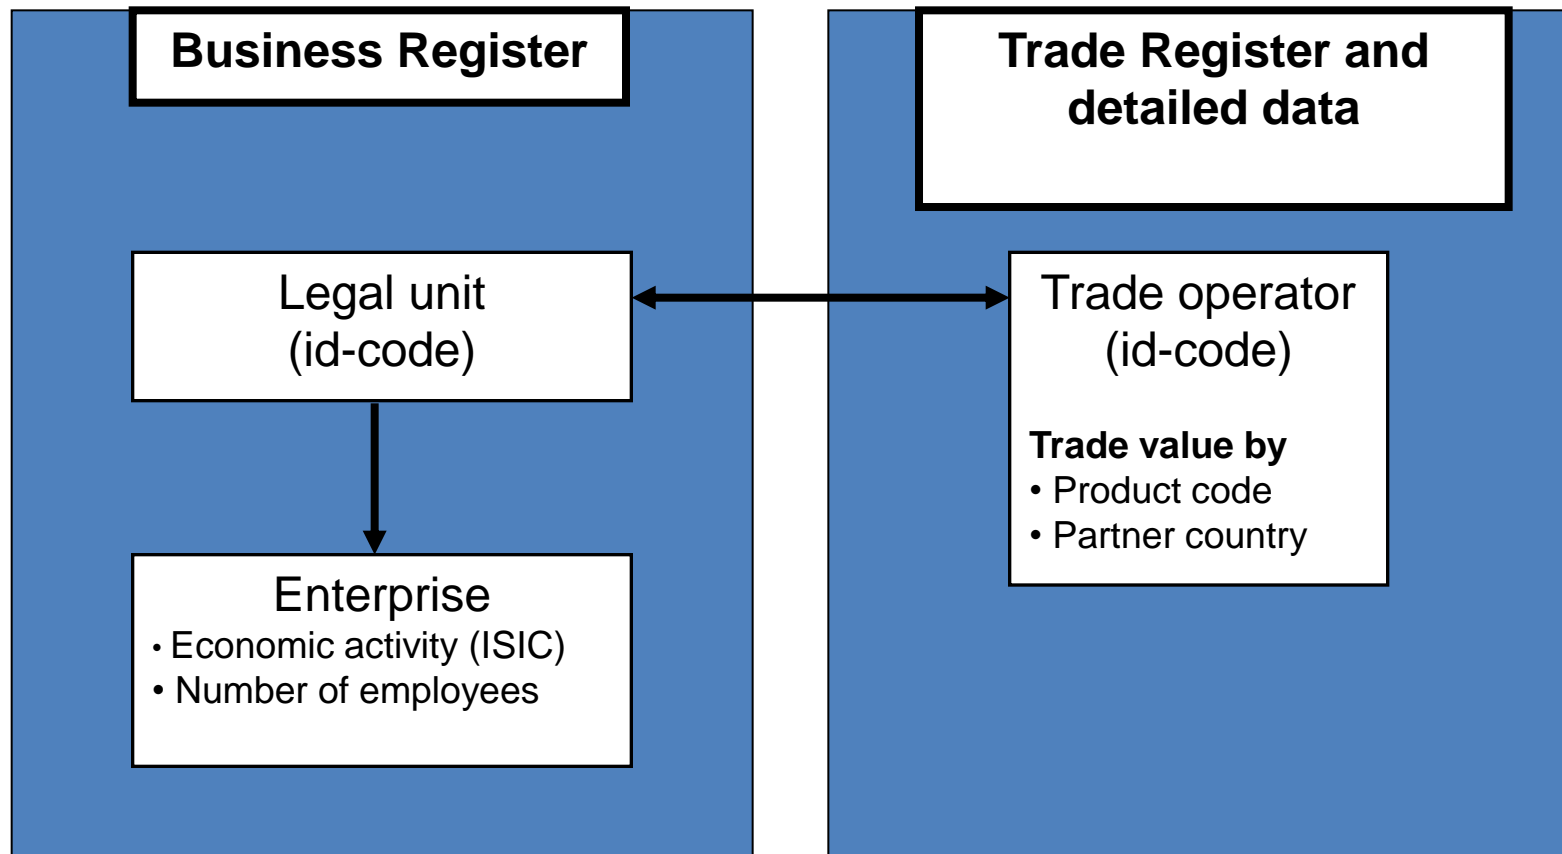 Business Register
Legal unit
(id-code)
Enterprise
• Economic activity (ISIC)
• Number of employees
Trade Register and
detailed data
Trade operator
(id-code)
Trade value by
• Product code
• Partner country